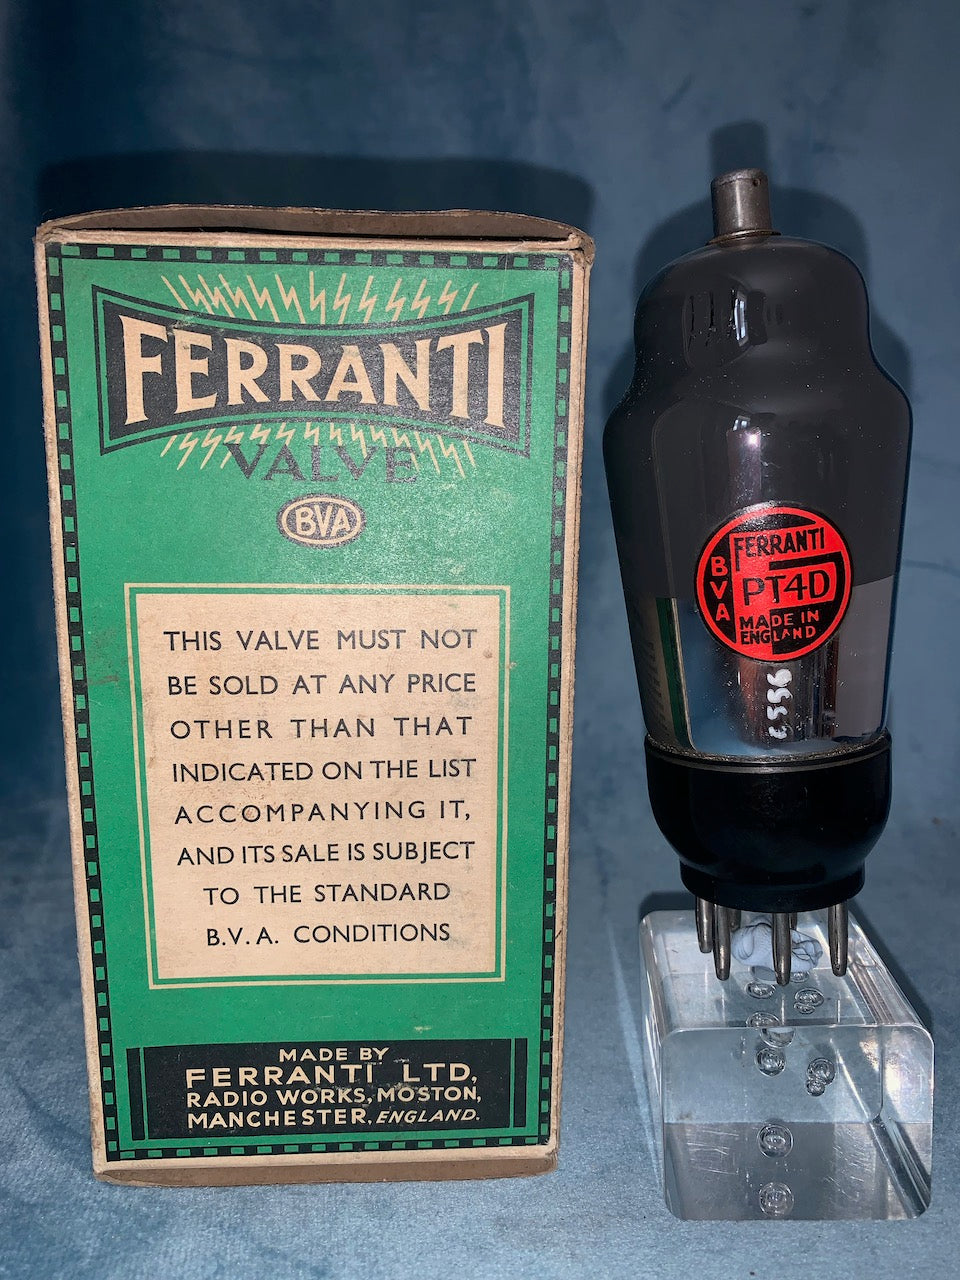 FERRANTI
VALVE
BVA
THIS VALVE MUST NOT
BE SOLD AT ANY PRICE
OTHER THAN THAT
INDICATED ON THE LIST
ACCOMPANYING IT,
AND ITS SALE IS SUBJECT
TO THE STANDARD
B.V.A. CONDITIONS
MADE BY
FERRANTI LTD,
RADIO WORKS, MOSTON,
MANCHESTER, ENGLAND.
FERRANTI
BVA
PT4D
MADE IN
ENGLAND